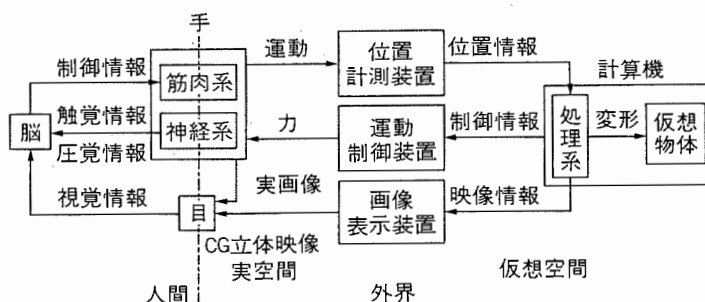 手
制御情報
筋肉系
運動
位置
計測装置
位置情報
計算機
脳
触覚情報
圧覚情報
神経系
力
運動
制御装置
制御情報
処理系
変形
仮想
物体
視覚情報
目
実画像
画像
表示装置
映像情報
CG立体映像
実空間
仮想空間
人間
外界